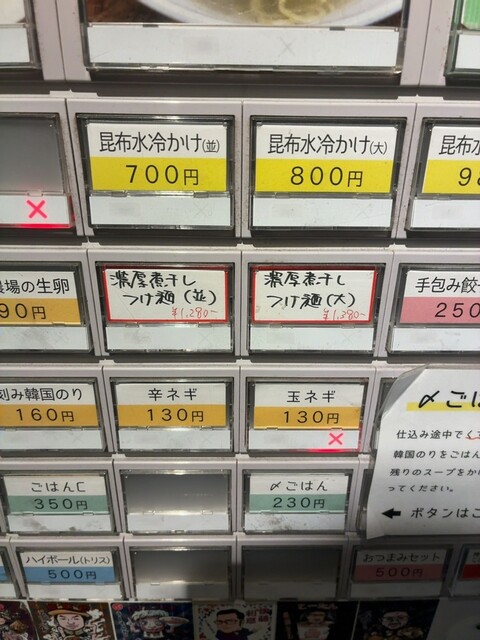 昆布水冷かけ(並)
700円
昆布水冷かけ(大)
800円
昆布水
場の生卵
90円
濃厚煮干し
つけ麺(並)
¥1,280-
濃厚煮干し
つけ麺(大)
¥1,380-
手包み餃子
250
刻み韓国のり
160円
辛ネギ
130円
玉ネギ
130円
〆ごは
仕込み途中で
韓国のりをごはん
残りのスープをか
ってください。
← ボタンはこ
ごはんC
350円
〆ごはん
230円
ハイボール(トリス)
500円
おつまみセット
500円